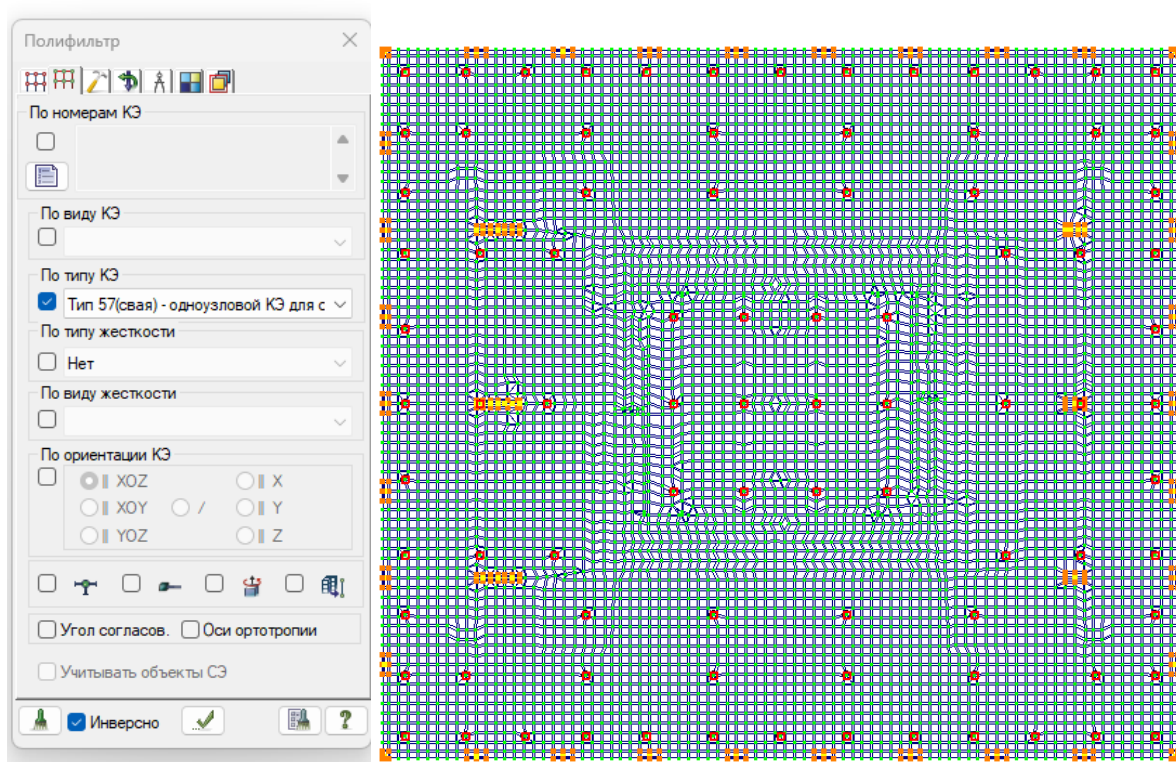 Полифильтр
По номерам КЭ
По виду КЭ
По типу КЭ
Тип 57(свая) - одноузловой КЭ для с
По типу жесткости
Нет
По виду жесткости
По ориентации КЭ
|| XOZ || X
|| XOY / || Y
|| YOZ || Z
Угол согласов. Оси ортотропии
Учитывать объекты СЭ
Инверсно ?